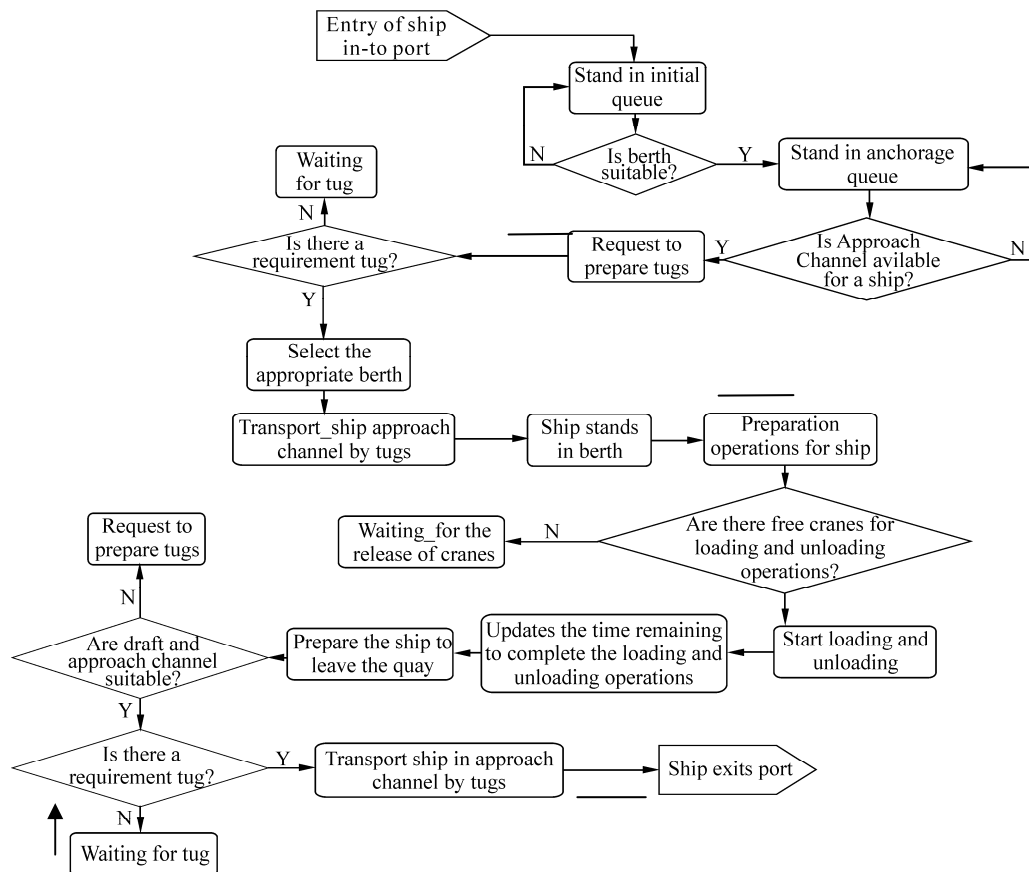 Entry of ship
in-to port
Stand in initial
queue
N
Is berth
suitable?
Y
Stand in anchorage
queue
Waiting
for tug
N
Is there a
requirement tug?
Y
Request to
prepare tugs
Y
Is Approach
Channel avilable
for a ship?
N
Select the
appropriate berth
Transport_ship approach
channel by tugs
Ship stands
in berth
Preparation
operations for ship
Are there free cranes for
loading and unloading
operations?
N
Waiting_for the
release of cranes
Start loading and
unloading
Updates the time remaining
to complete the loading and
unloading operations
Prepare the ship to
leave the quay
Request to
prepare tugs
N
Are draft and
approach channel
suitable?
Y
Is there a
requirement tug?
Y
Transport ship in approach
channel by tugs
Ship exits port
N
Waiting for tug